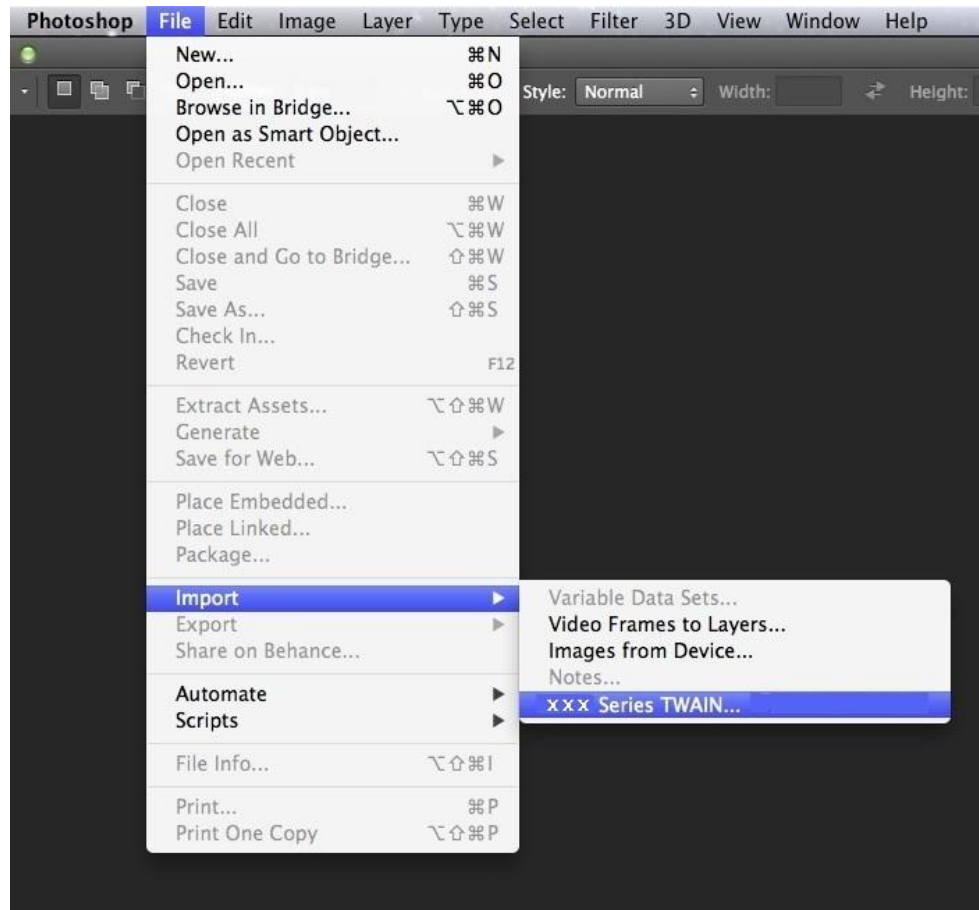 Photoshop File Edit Image Layer Type Select Filter 3D View Window Help
Style: Normal Width: Height:
New... ⌘N
Open... ⌘O
Browse in Bridge... ⌥⌘O
Open as Smart Object...
Open Recent
Close ⌘W
Close All ⌥⌘W
Close and Go to Bridge... ⇧⌘W
Save ⌘S
Save As... ⇧⌘S
Check In...
Revert F12
Extract Assets... ⌥⇧⌘W
Generate
Save for Web... ⌥⇧⌘S
Place Embedded...
Place Linked...
Package...
Import
Export
Share on Behance...
Automate
Scripts
File Info... ⌥⇧⌘I
Print... ⌘P
Print One Copy ⌥⇧⌘P
Variable Data Sets...
Video Frames to Layers...
Images from Device...
Notes...
xxx Series TWAIN...